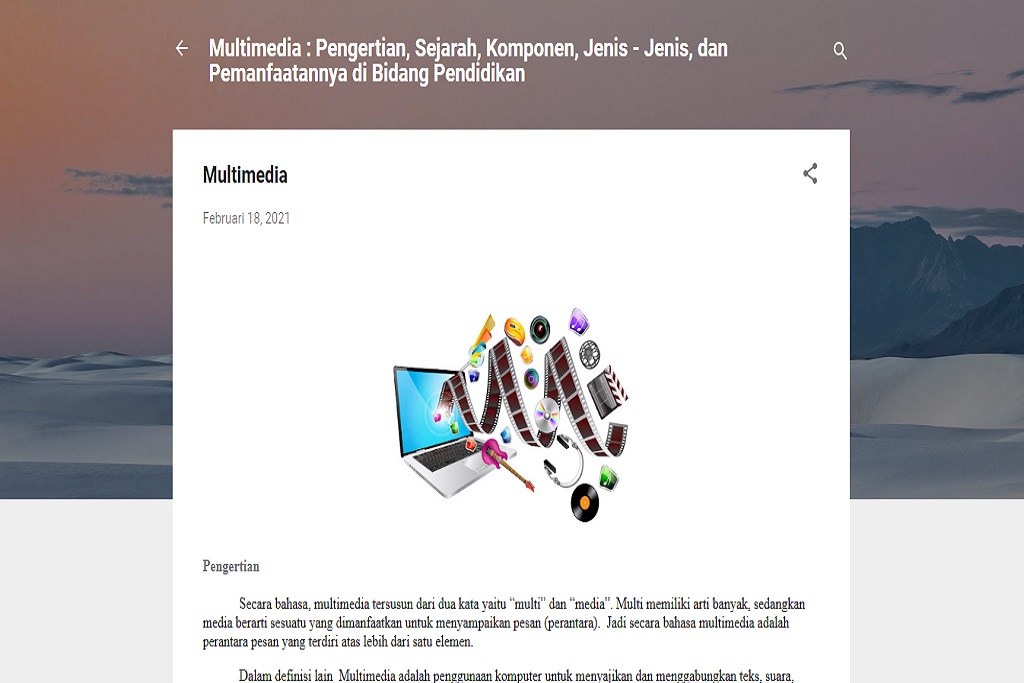 Multimedia : Pengertian, Sejarah, Komponen, Jenis - Jenis, dan
Pemanfaatannya di Bidang Pendidikan
Multimedia
Februari 18, 2021
Pengertian
Secara bahasa, multimedia tersusun dari dua kata yaitu “multi” dan “media”. Multi memiliki arti banyak, sedangkan
media berarti sesuatu yang dimanfaatkan untuk menyampaikan pesan (perantara).  Jadi secara bahasa multimedia adalah
perantara pesan yang terdiri atas lebih dari satu elemen.
Dalam definisi lain  Multimedia adalah penggunaan komputer untuk menyajikan dan menggabungkan teks, suara,